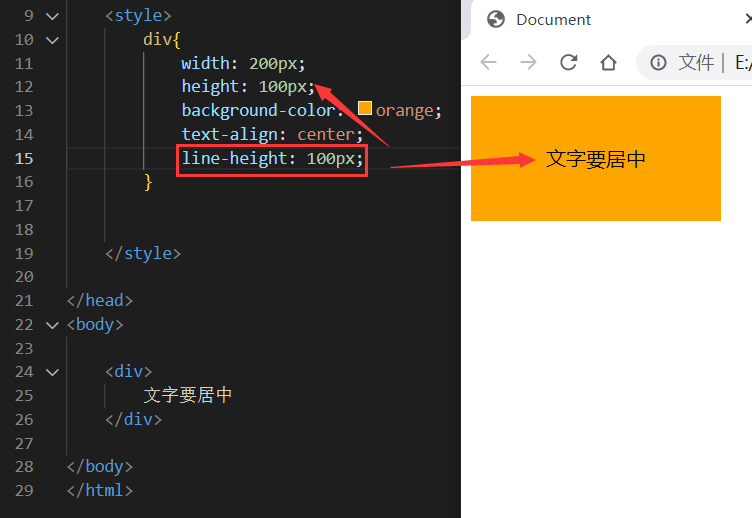 9 <style>
10 div{
11 width: 200px;
12 height: 100px;
13 background-color: orange;
14 text-align: center;
15 line-height: 100px;
16 }
17
18
19 </style>
20
21 </head>
22 <body>
23
24 <div>
25 文字要居中
26 </div>
27
28 </body>
29 </html>
Document
文件 | E:/
文字要居中